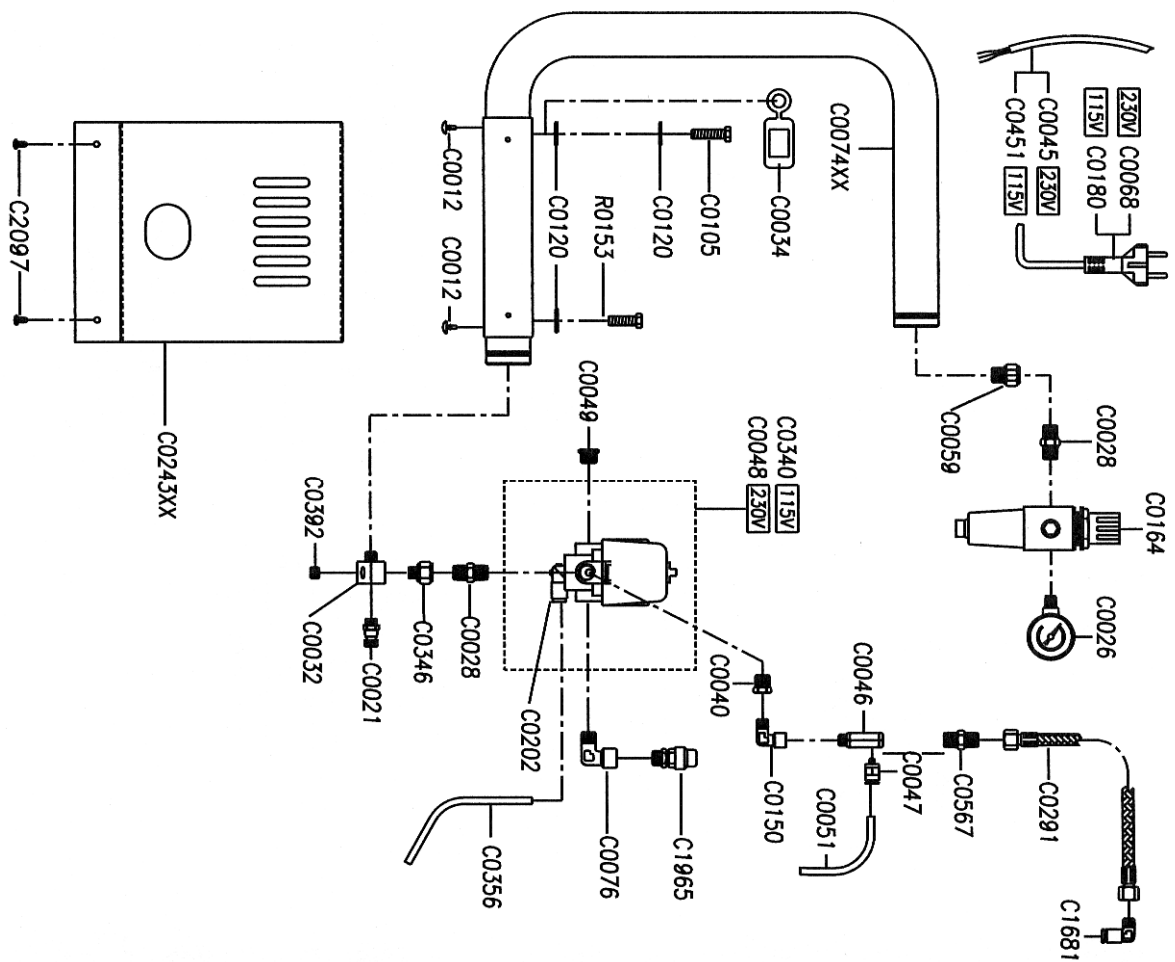 230V C0068
115V C0180
C0045 230V
C0451 115V
C0074XX
C0034
C0105
C0120
C0120
R0153
C0012
C0012
C2097
C0243XX
C0059
C0028
C0164
C0026
C0340 115V
C0048 230V
C0049
C0392
C0032
C0021
C0346
C0028
C0202
C0356
C0076
C1965
C0040
C0150
C0046
C0047
C0051
C0567
C0291
C1681